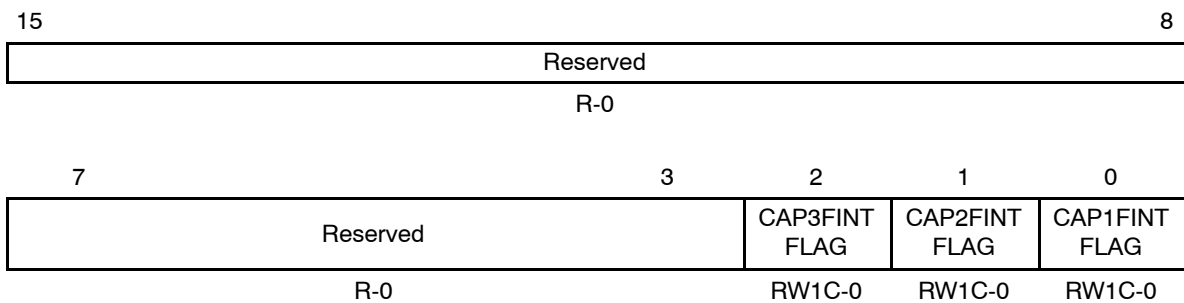 15 8
Reserved
R-0
7 3 2 1 0
Reserved CAP3FINT FLAG CAP2FINT FLAG CAP1FINT FLAG
R-0 RW1C-0 RW1C-0 RW1C-0